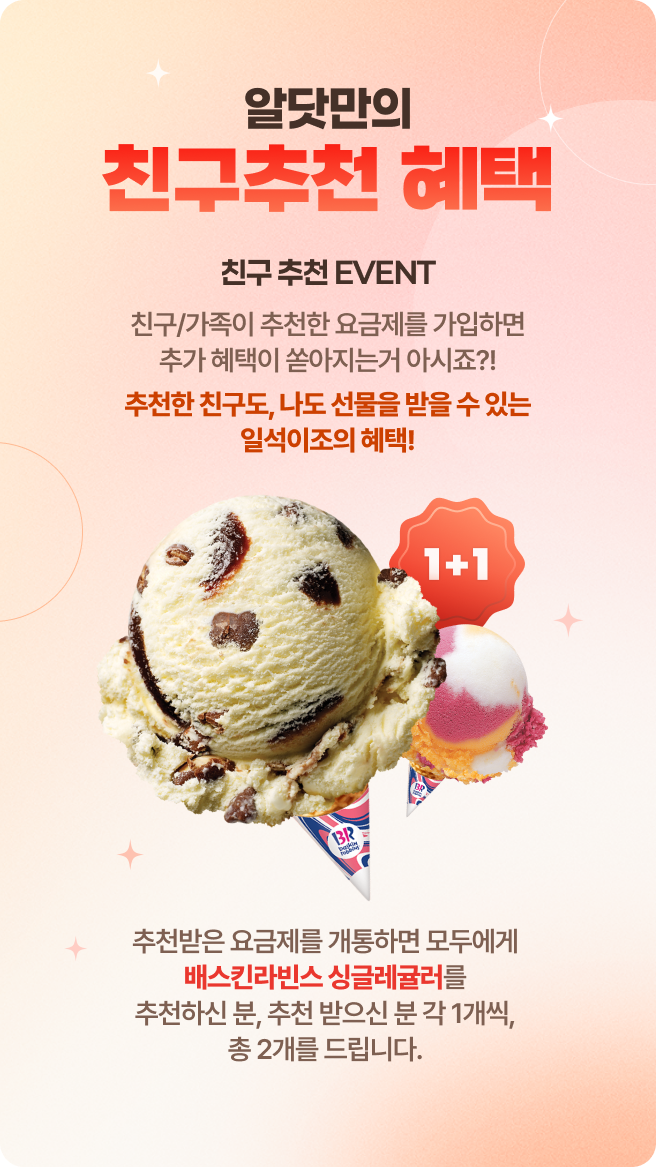 알닷만의
친구추천 혜택
친구 추천 EVENT
친구/가족이 추천한 요금제를 가입하면
추가 혜택이 쏟아지는거 아시죠?!
추천한 친구도, 나도 선물을 받을 수 있는
일석이조의 혜택!
1+1
BR
baskin
robbins
추천받은 요금제를 개통하면 모두에게
배스킨라빈스 싱글레귤러를
추천하신 분, 추천 받으신 분 각 1개씩,
총 2개를 드립니다.